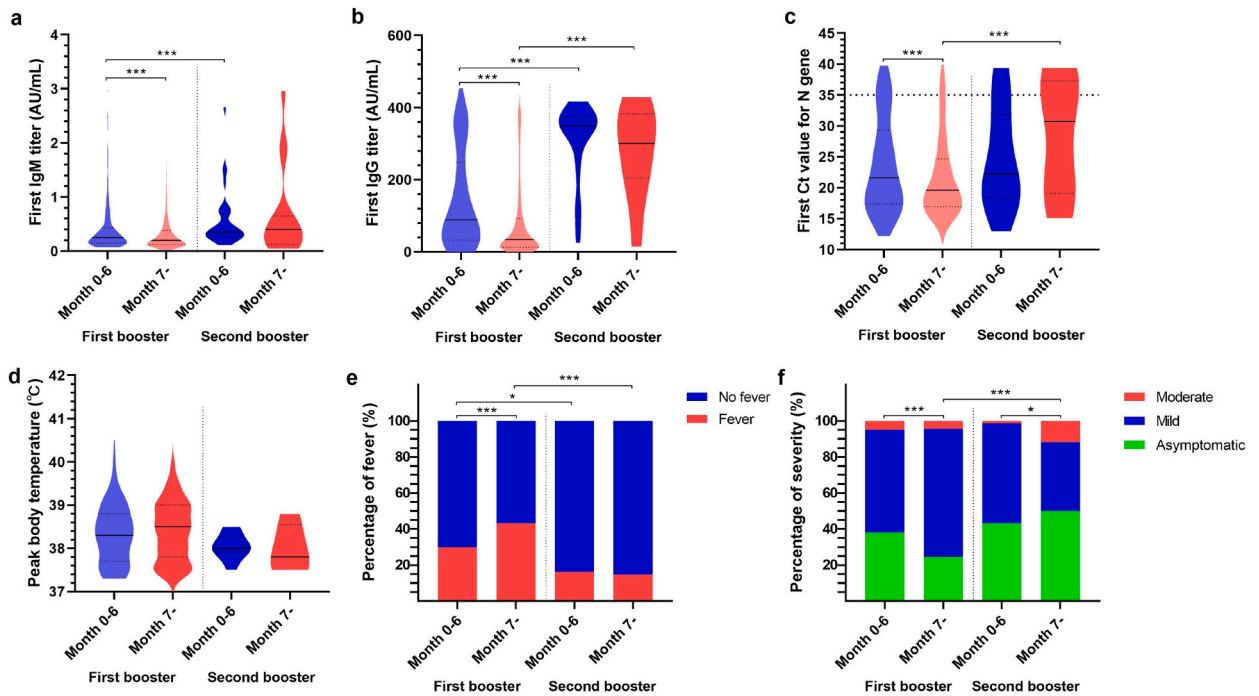 a
First IgM titer (AU/mL)
4
3
2
1
0
***
***
Month 0-6
Month 7-
Month 0-6
Month 7-
First booster
Second booster
b
First IgG titer (AU/mL)
600
400
200
0
***
***
***
Month 0-6
Month 7-
Month 0-6
Month 7-
First booster
Second booster
c
First Ct value for N gene
45
40
35
30
25
20
15
10
***
***
Month 0-6
Month 7-
Month 0-6
Month 7-
First booster
Second booster
d
Peak body temperature (℃)
42
41
40
39
38
37
Month 0-6
Month 7-
Month 0-6
Month 7-
First booster
Second booster
e
Percentage of fever (%)
100
80
60
40
20
***
*
***
No fever
Fever
Month 0-6
Month 7-
Month 0-6
Month 7-
First booster
Second booster
f
Percentage of severity (%)
100
80
60
40
20
***
***
*
Moderate
Mild
Asymptomatic
Month 0-6
Month 7-
Month 0-6
Month 7-
First booster
Second booster